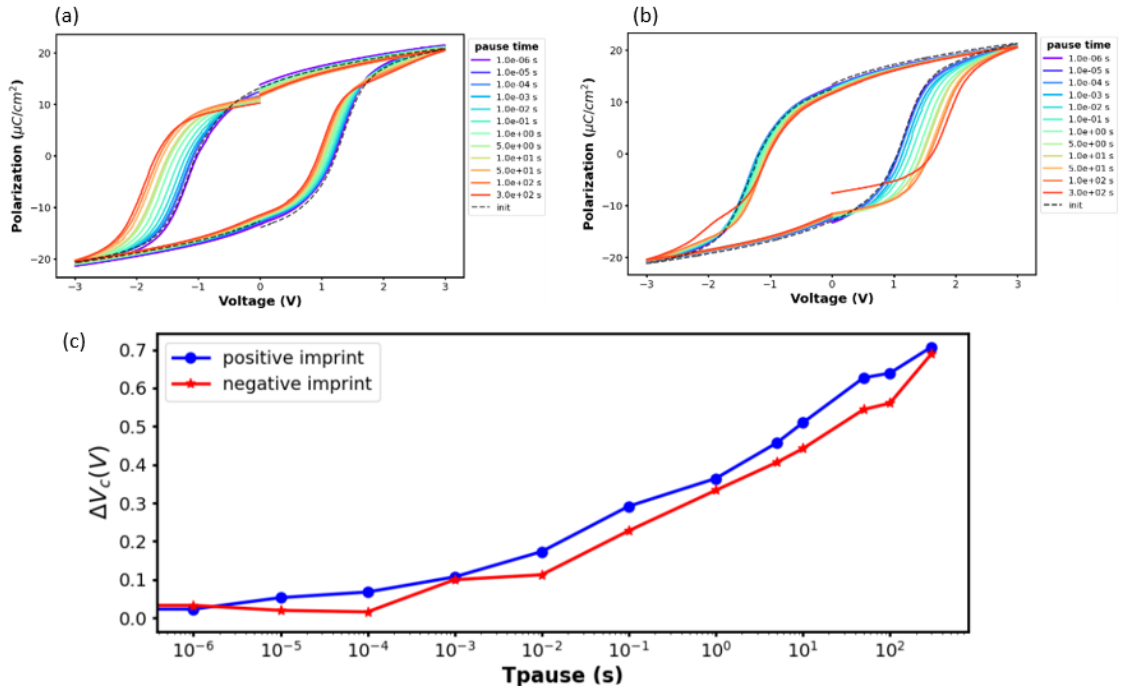 (a)
Polarization (μC/cm²)
20
10
0
−10
−20
−3 −2 −1 0 1 2 3
Voltage (V)
pause time
1.0e-06 s
1.0e-05 s
1.0e-04 s
1.0e-03 s
1.0e-02 s
1.0e-01 s
1.0e+00 s
5.0e+00 s
1.0e+01 s
5.0e+01 s
1.0e+02 s
3.0e+02 s
init
(b)
Polarization (μC/cm²)
20
10
0
−10
−20
−3 −2 −1 0 1 2 3
Voltage (V)
pause time
1.0e-06 s
1.0e-05 s
1.0e-04 s
1.0e-03 s
1.0e-02 s
1.0e-01 s
1.0e+00 s
5.0e+00 s
1.0e+01 s
5.0e+01 s
1.0e+02 s
3.0e+02 s
init
(c)
positive imprint
negative imprint
ΔVc(V)
0.7
0.6
0.5
0.4
0.3
0.2
0.1
0.0
10⁻⁶ 10⁻⁵ 10⁻⁴ 10⁻³ 10⁻² 10⁻¹ 10⁰ 10¹ 10²
Tpause (s)